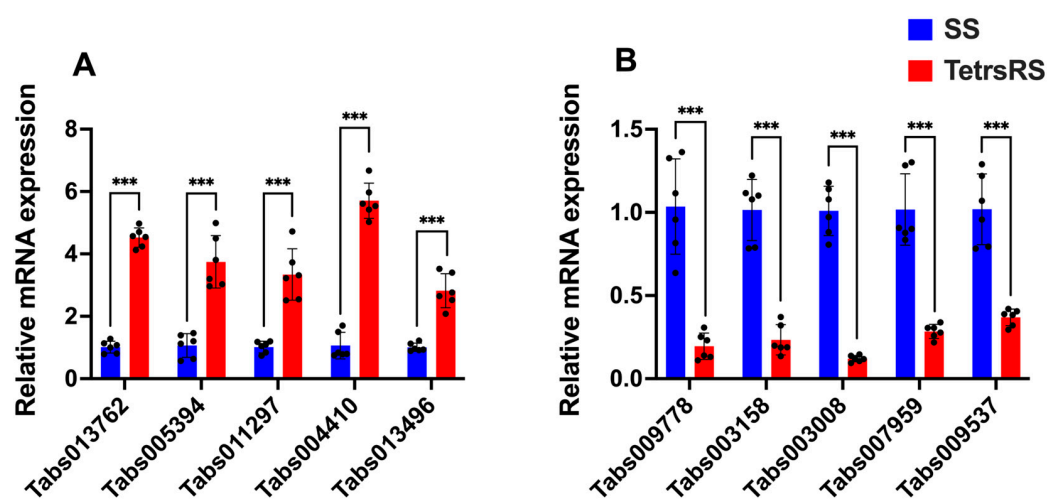 SS
TetrsRS
A
Relative mRNA expression
8
6
4
2
0
***
***
***
***
***
Tabs013762
Tabs005394
Tabs011297
Tabs004410
Tabs013496
B
Relative mRNA expression
1.5
1.0
0.5
0.0
***
***
***
***
***
Tabs009778
Tabs003158
Tabs003008
Tabs007959
Tabs009537